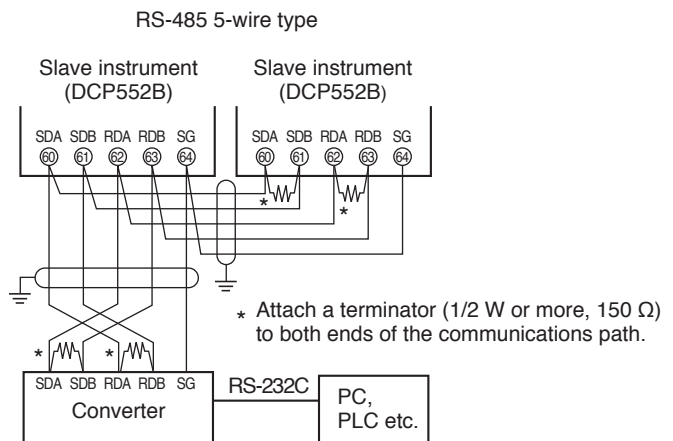 RS-485 5-wire type
Slave instrument
(DCP552B)
Slave instrument
(DCP552B)
SDA SDB RDA RDB SG
60 61 62 63 64
SDA SDB RDA RDB SG
60 61 62 63 64
*
*
* Attach a terminator (1/2 W or more, 150 Ω)
to both ends of the communications path.
* *
SDA SDB RDA RDB SG
Converter
RS-232C
PC,
PLC etc.